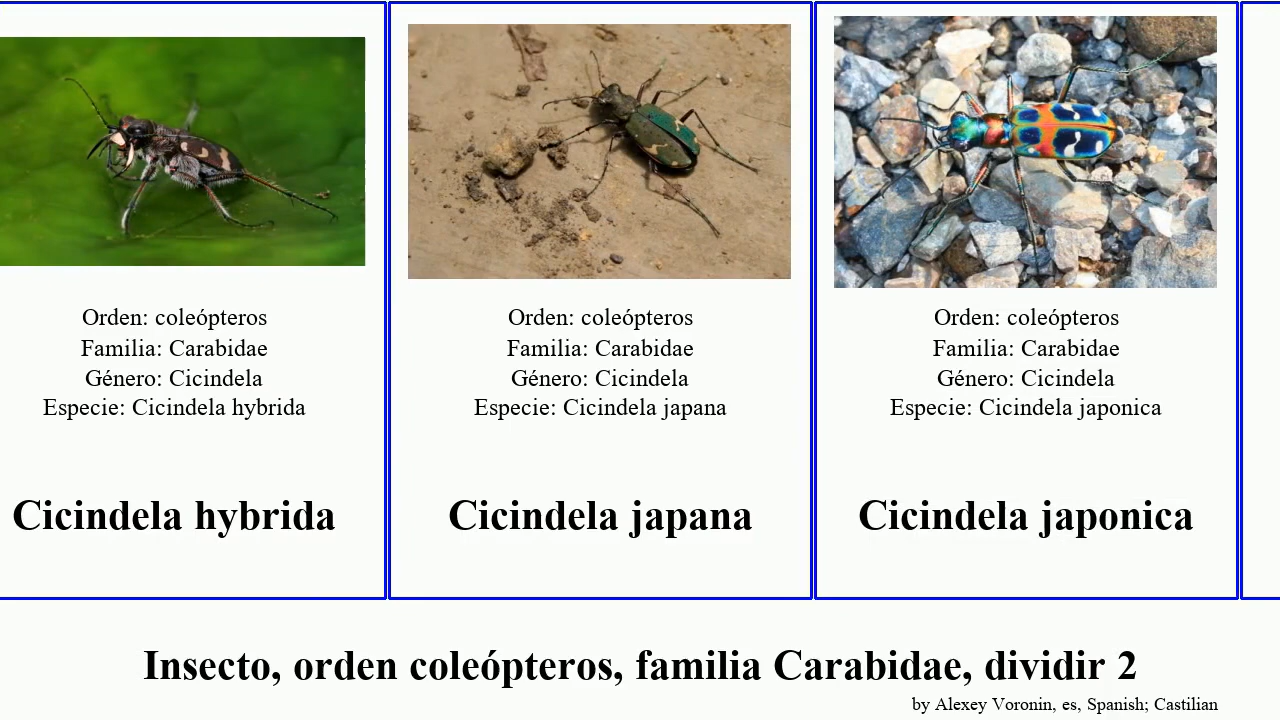 Orden: coleópteros
Familia: Carabidae
Género: Cicindela
Especie: Cicindela hybrida
Cicindela hybrida
Orden: coleópteros
Familia: Carabidae
Género: Cicindela
Especie: Cicindela japana
Cicindela japana
Orden: coleópteros
Familia: Carabidae
Género: Cicindela
Especie: Cicindela japonica
Cicindela japonica
Insecto, orden coleópteros, familia Carabidae, dividir 2
by Alexey Voronin, es, Spanish; Castilian